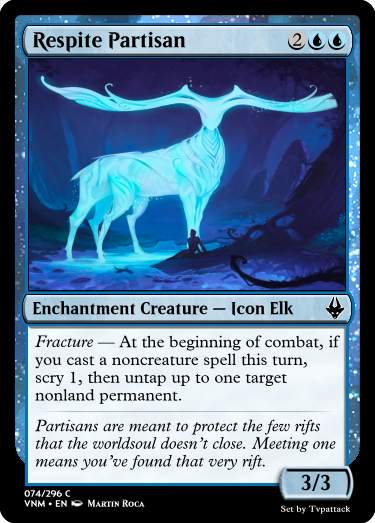 Respite Partisan 2
Enchantment Creature — Icon Elk
Fracture — At the beginning of combat, if
you cast a noncreature spell this turn,
scry 1, then untap up to one target
nonland permanent.
Partisans are meant to protect the few rifts
that the worldsoul doesn't close. Meeting one
means you've found that very rift.
3/3
074/296 C
VNM • EN Martin Roca
Set by Tvpattack